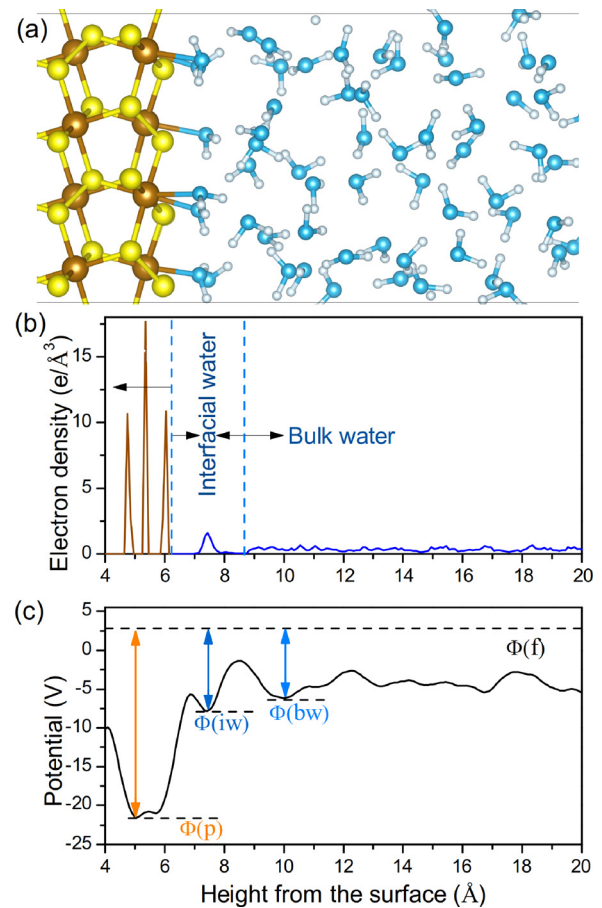 (a)
(b)
Electron density (e/Å³)
15
10
5
0
Interfacial water
Bulk water
4 6 8 10 12 14 16 18 20
(c)
Potential (V)
5
0
-5
-10
-15
-20
-25
Φ(f)
Φ(iw)
Φ(bw)
Φ(p)
4 6 8 10 12 14 16 18 20
Height from the surface (Å)